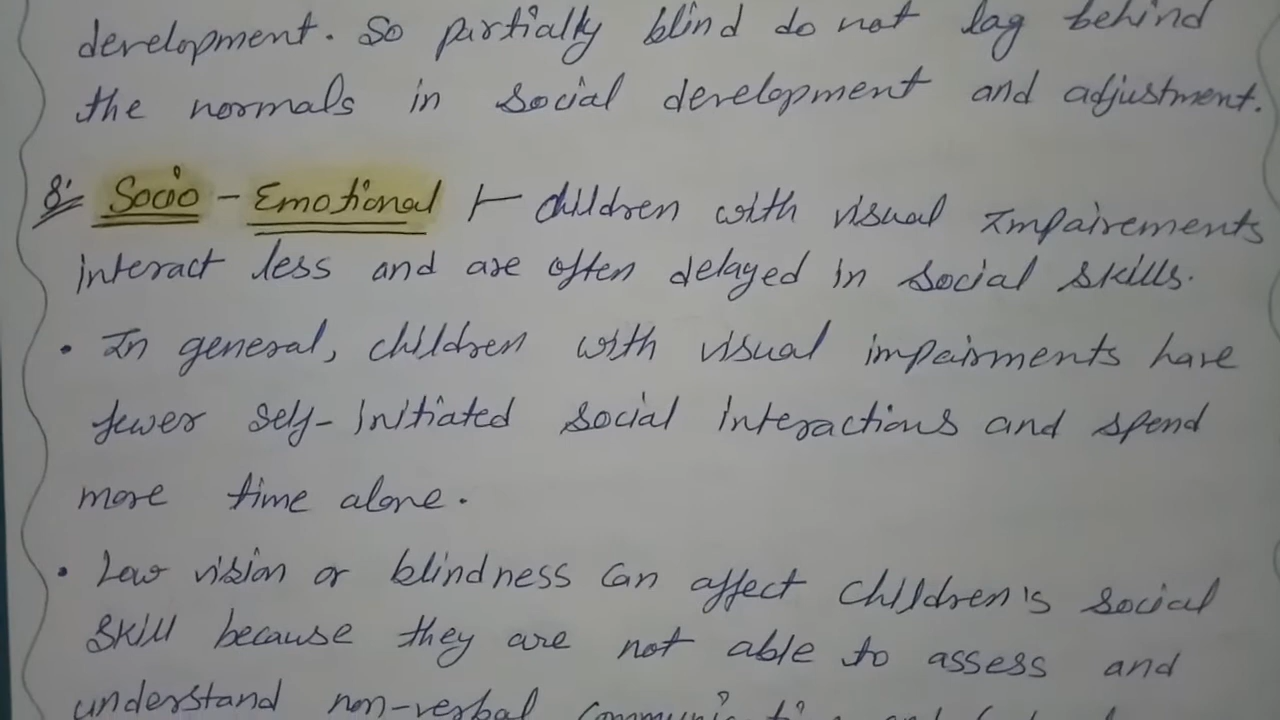 development. So partially blind do not lag behind
the normals in social development and adjustment.
8. Socio - Emotional :- children with visual Impairements
interact less and are often delayed in social skills.
• In general, children with visual impairments have
fewer self-initiated social interactions and spend
more time alone.
• Low vision or blindness can affect children's social
skill because they are not able to assess and
understand non-verbal